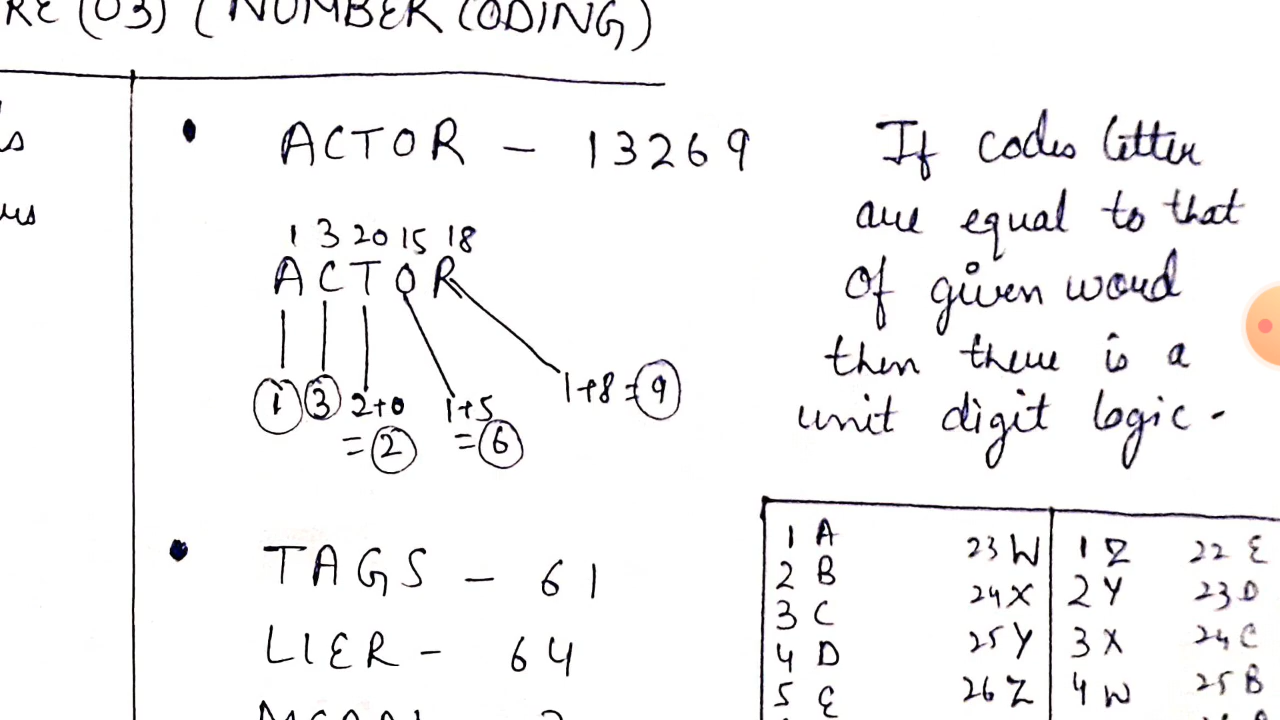 (03) (NUMBER CODING)
• ACTOR - 13269
1 3 20 15 18
A C T O R
1 3 2+0 = 2 1+5 = 6 1+8 = 9
If codes letter
are equal to that
of given word
then there is a
unit digit logic.
• TAGS - 61
LIER - 64
1 A 23 W 1 Z 22 E
2 B 24 X 2 Y 23 D
3 C 25 Y 3 X 24 C
4 D 26 Z 4 W 25 B
5 E